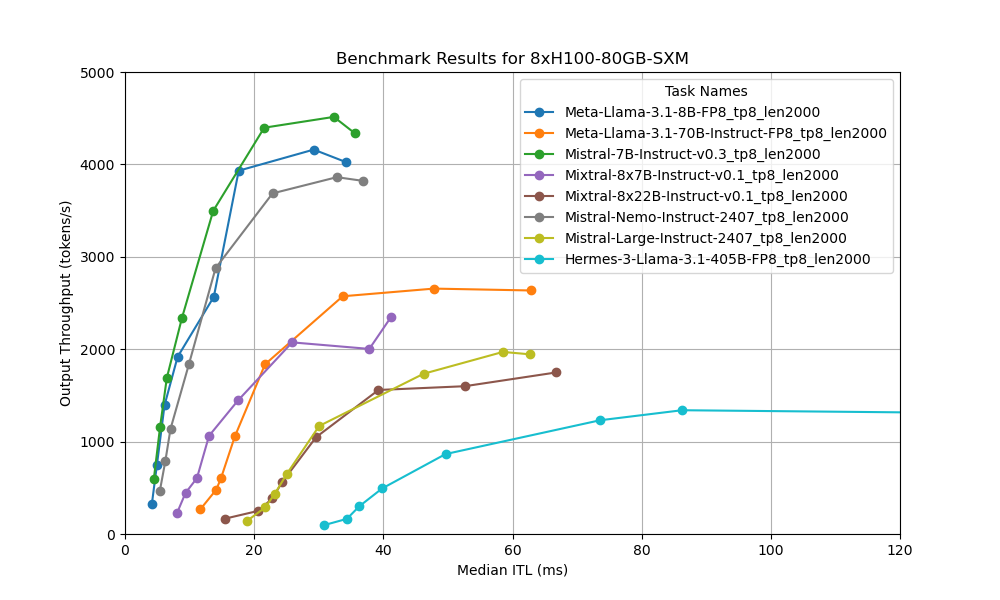 Benchmark Results for 8xH100-80GB-SXM
Output Throughput (tokens/s)
5000
4000
3000
2000
1000
0
Task Names
Meta-Llama-3.1-8B-FP8_tp8_len2000
Meta-Llama-3.1-70B-Instruct-FP8_tp8_len2000
Mistral-7B-Instruct-v0.3_tp8_len2000
Mixtral-8x7B-Instruct-v0.1_tp8_len2000
Mixtral-8x22B-Instruct-v0.1_tp8_len2000
Mistral-Nemo-Instruct-2407_tp8_len2000
Mistral-Large-Instruct-2407_tp8_len2000
Hermes-3-Llama-3.1-405B-FP8_tp8_len2000
0 20 40 60 80 100 120
Median ITL (ms)